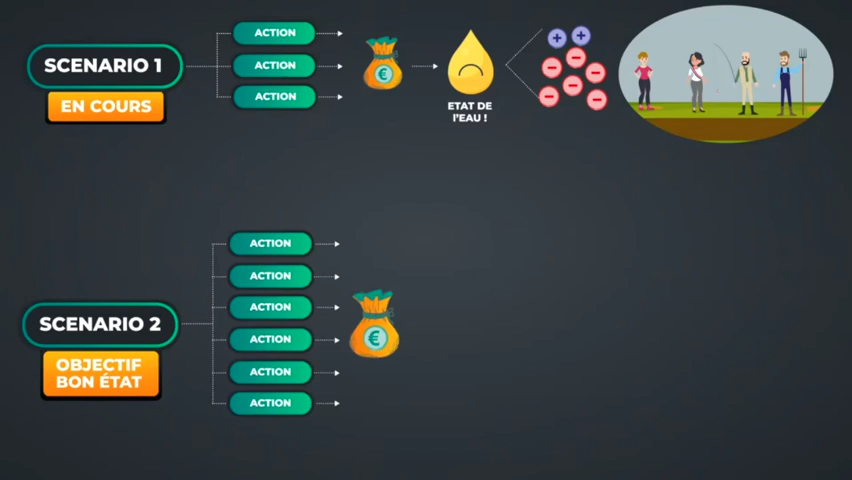 SCENARIO 1
EN COURS
ACTION
ACTION
ACTION
€
ETAT DE
l'EAU !
SCENARIO 2
OBJECTIF
BON ÉTAT
ACTION
ACTION
ACTION
ACTION
ACTION
ACTION
€